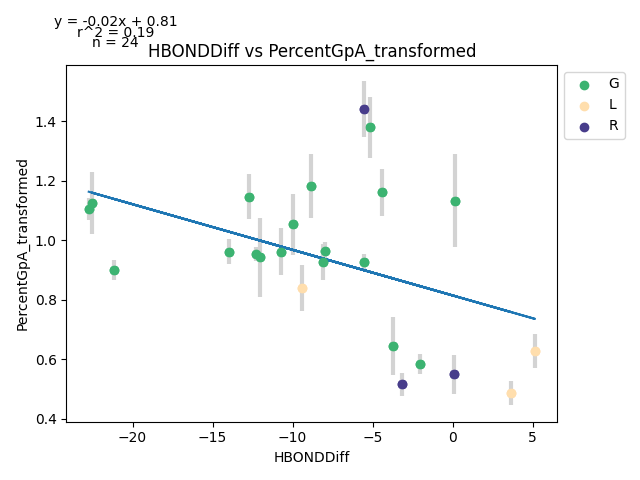 y = -0.02x + 0.81
r^2 = 0.19
n = 24
HBONDDiff vs PercentGpA_transformed
G
L
R
1.4
1.2
1.0
0.8
0.6
0.4
PercentGpA_transformed
−20
−15
−10
−5
0
5
HBONDDiff